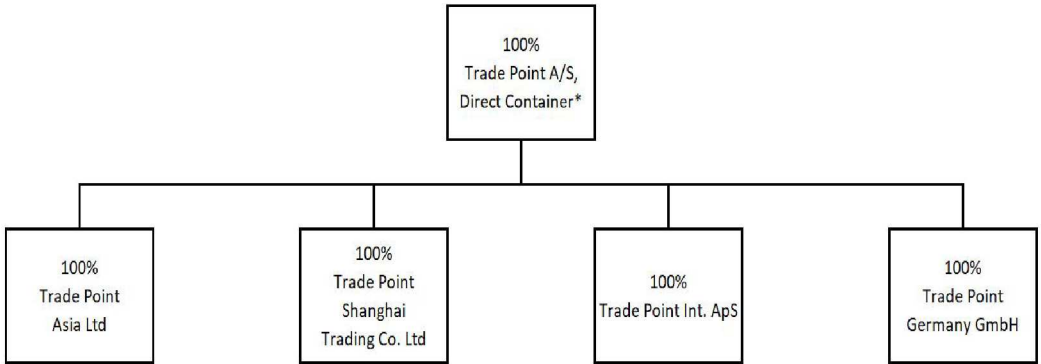 100%
Trade Point A/S,
Direct Container*
100%
Trade Point
Asia Ltd
100%
Trade Point
Shanghai
Trading Co. Ltd
100%
Trade Point Int. ApS
100%
Trade Point
Germany GmbH